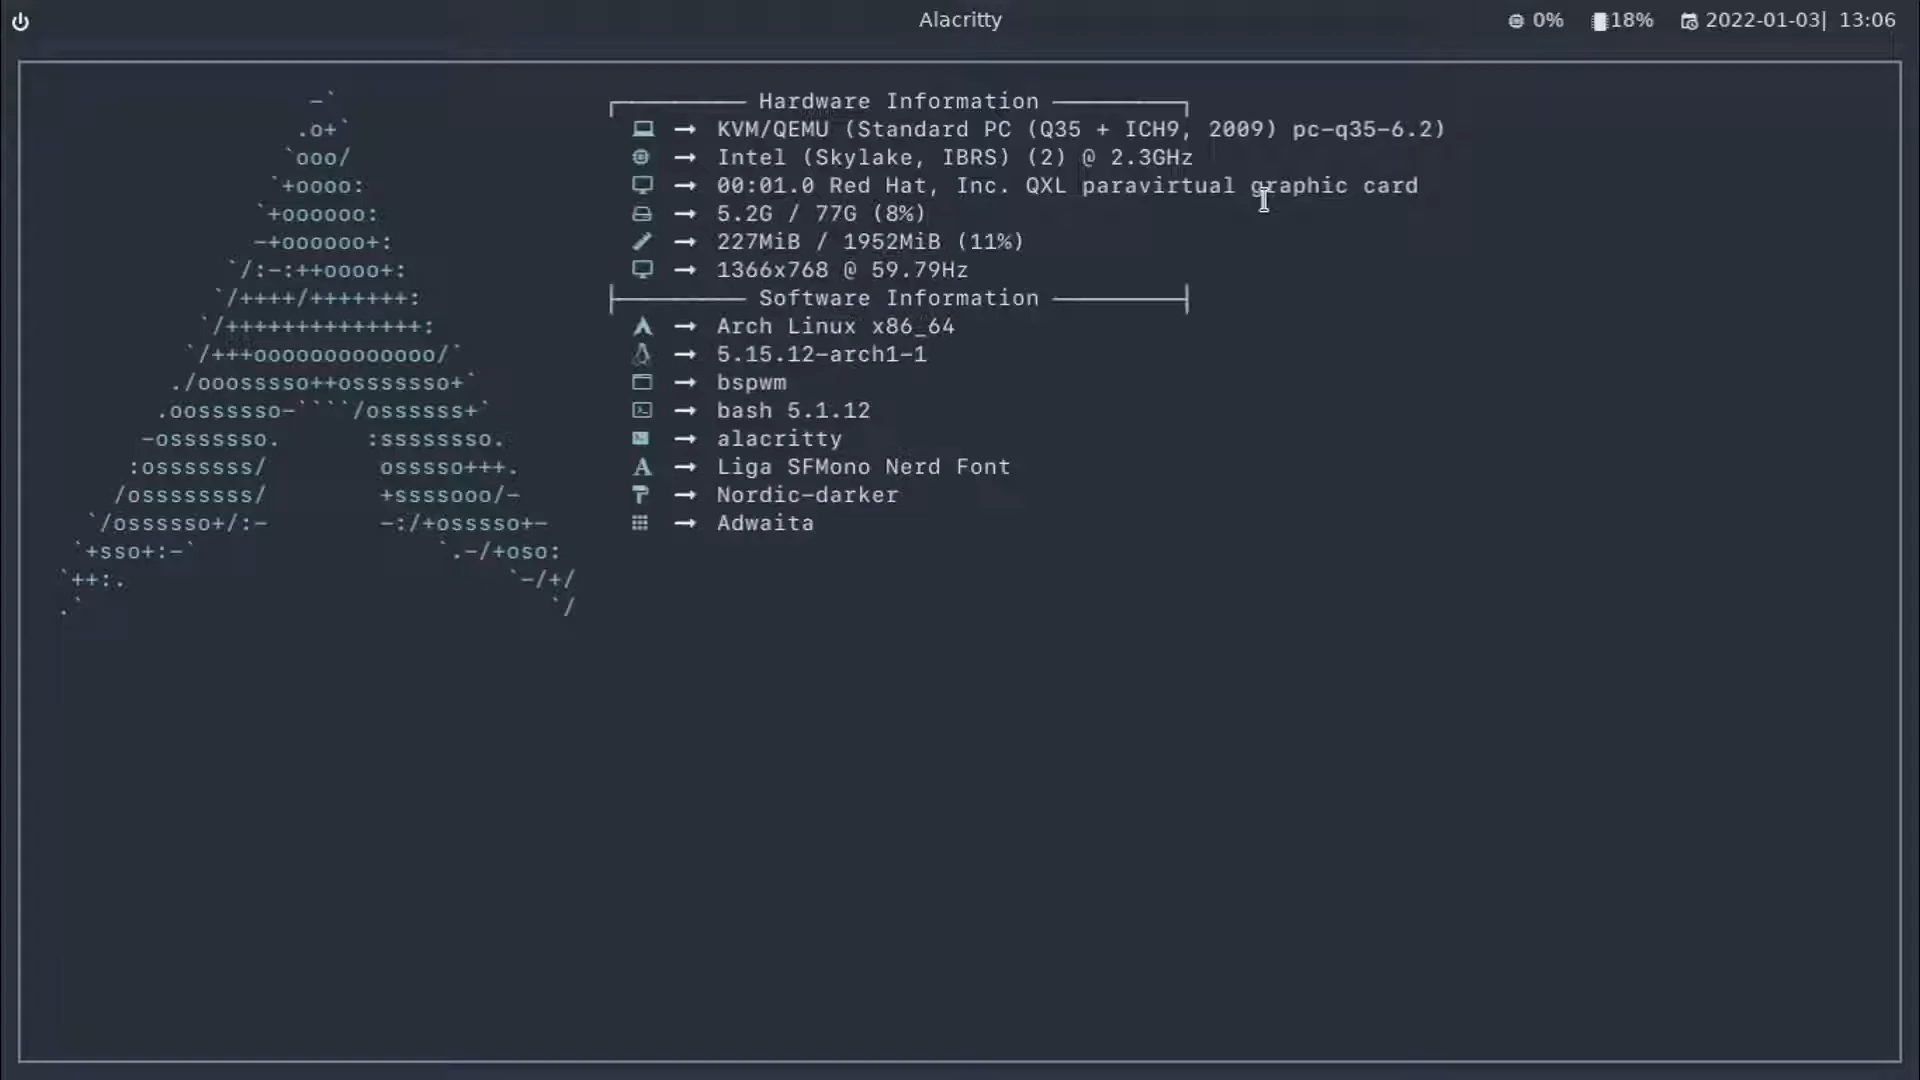 Alacritty 0% 18% 2022-01-03| 13:06
Hardware Information
→ KVM/QEMU (Standard PC (Q35 + ICH9, 2009) pc-q35-6.2)
→ Intel (Skylake, IBRS) (2) @ 2.3GHz
→ 00:01.0 Red Hat, Inc. QXL paravirtual graphic card
→ 5.2G / 77G (8%)
→ 227MiB / 1952MiB (11%)
→ 1366x768 @ 59.79Hz
Software Information
→ Arch Linux x86_64
→ 5.15.12-arch1-1
→ bspwm
→ bash 5.1.12
→ alacritty
→ Liga SFMono Nerd Font
→ Nordic-darker
→ Adwaita